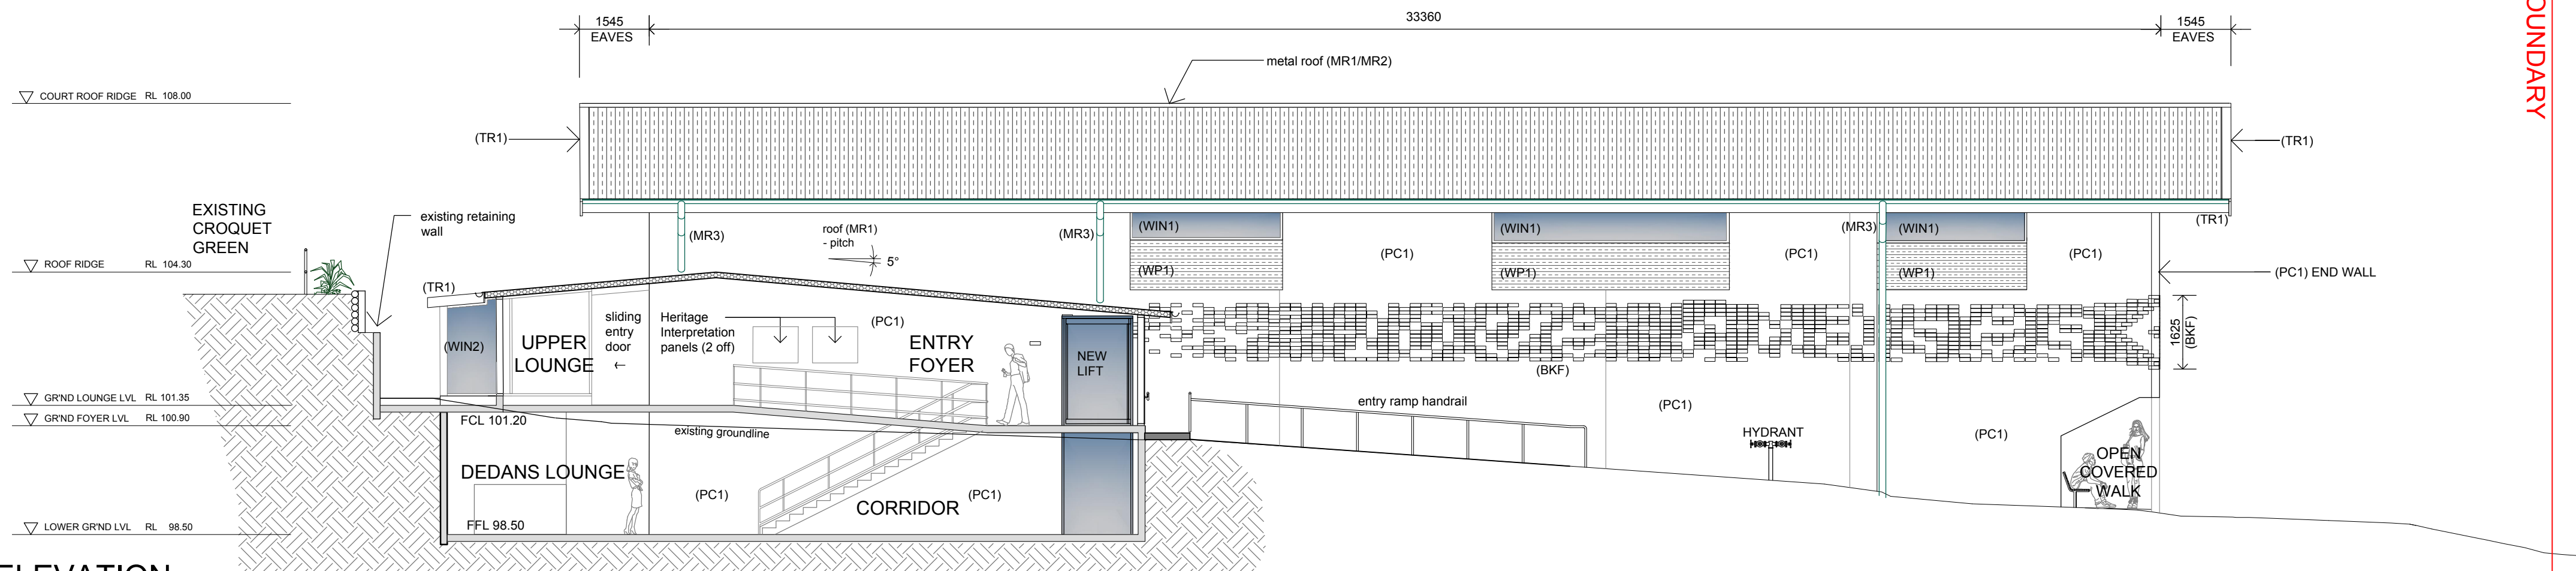 1545
EAVES
33360
1545
EAVES
OUNDARY
metal roof (MR1/MR2)
COURT ROOF RIDGE RL 108.00
(TR1)
(TR1)
EXISTING
CROQUET
GREEN
existing retaining
wall
(MR3)
roof (MR1)
- pitch
5°
(MR3)
(WIN1)
(WP1)
(PC1)
(WIN1)
(WP1)
(PC1)
(MR3)
(WIN1)
(WP1)
(PC1)
(TR1)
ROOF RIDGE RL 104.30
(PC1) END WALL
(TR1)
(WIN2)
UPPER
LOUNGE
sliding
entry
door
←
Heritage
Interpretation
panels (2 off)
(PC1)
ENTRY
FOYER
NEW
LIFT
(BKF)
1625
(BKF)
GR'ND LOUNGE LVL RL 101.35
GR'ND FOYER LVL RL 100.90
FCL 101.20
existing groundline
entry ramp handrail
(PC1)
HYDRANT
(PC1)
OPEN
COVERED
WALK
DEDANS LOUNGE
(PC1)
CORRIDOR
(PC1)
FFL 98.50
LOWER GR'ND LVL RL 98.50
ELEVATION